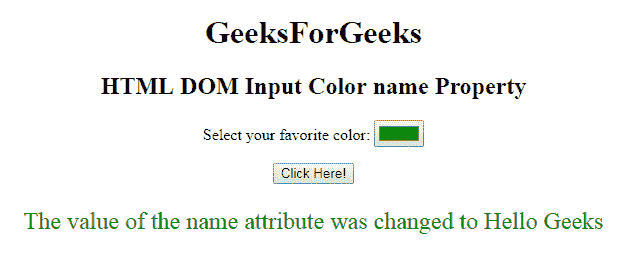 GeeksForGeeks
HTML DOM Input Color name Property
Select your favorite color:
Click Here!
The value of the name attribute was changed to Hello Geeks